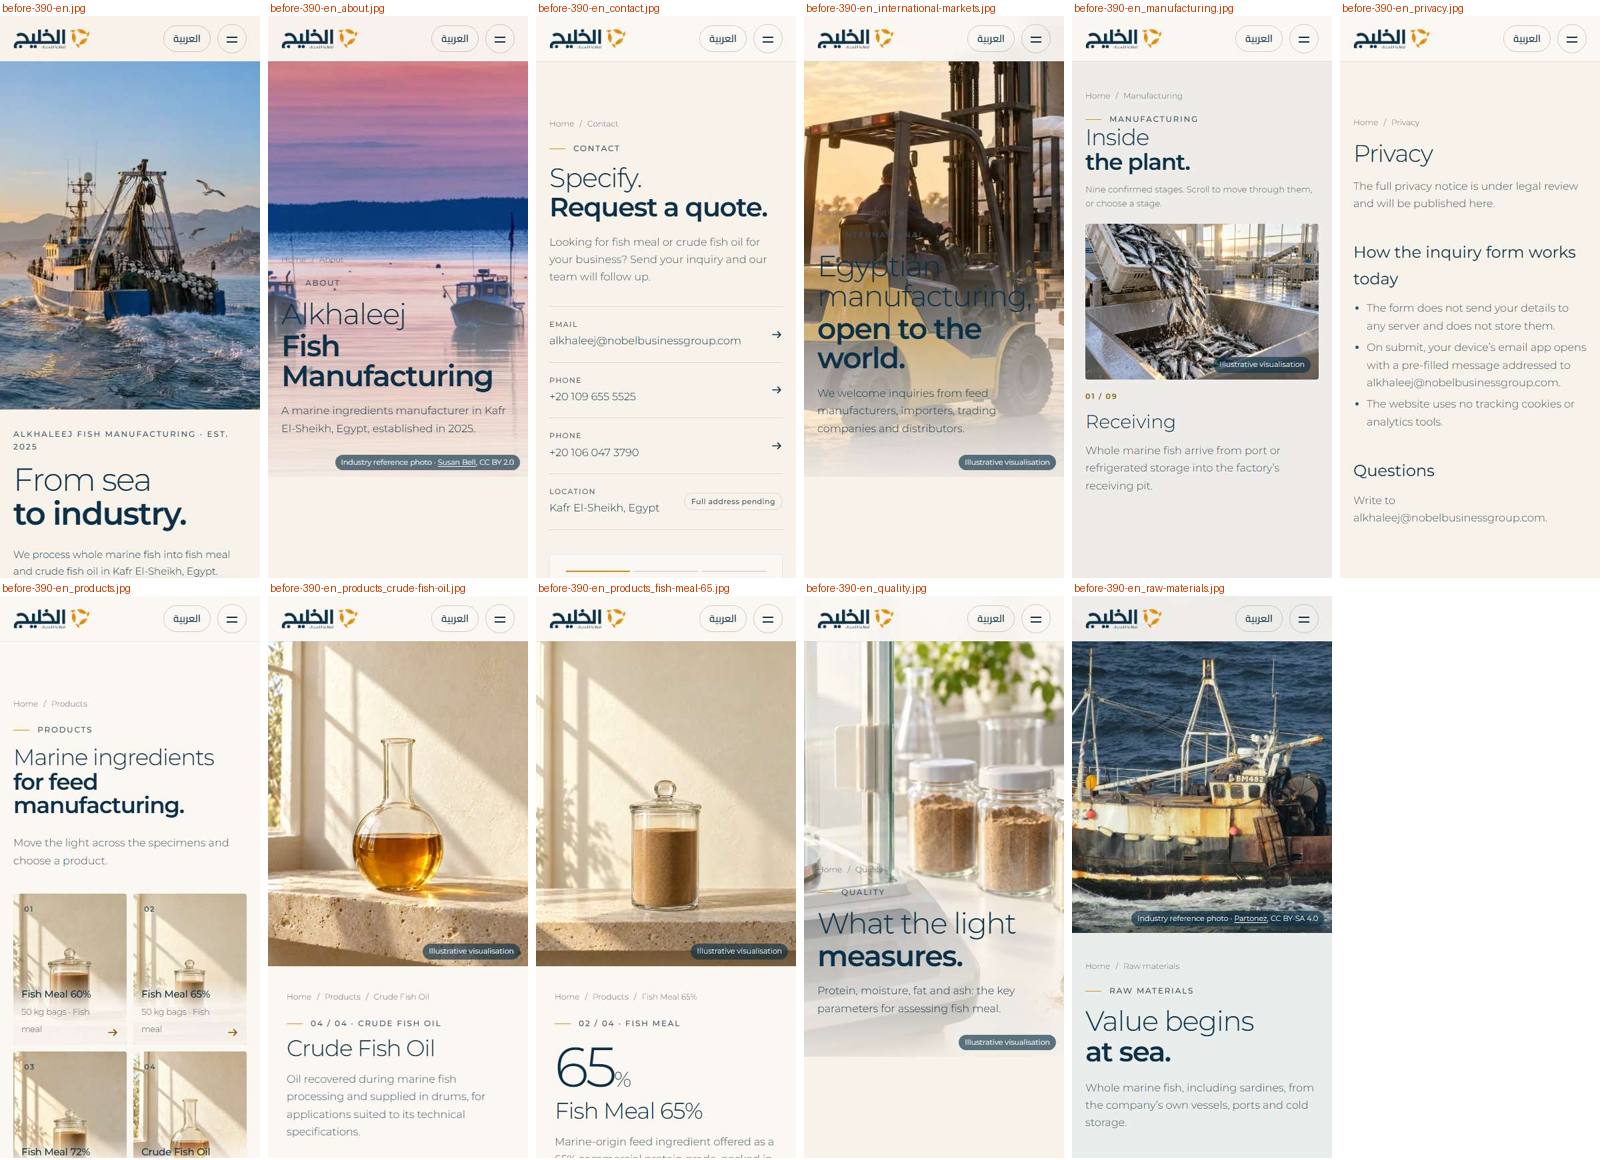 before-390-en.jpg
الخليج
العربية
ALKHALEEJ FISH MANUFACTURING · EST.
2025
From sea
to industry.
We process whole marine fish into fish meal
and crude fish oil in Kafr El-Sheikh, Egypt.
before-390-en_about.jpg
الخليج
العربية
Home / About
ABOUT
Alkhaleej
Fish
Manufacturing
A marine ingredients manufacturer in Kafr
El-Sheikh, Egypt, established in 2025.
Industry reference photo · Susan Bell, CC BY 2.0
before-390-en_contact.jpg
الخليج
العربية
Home / Contact
CONTACT
Specify.
Request a quote.
Looking for fish meal or crude fish oil for
your business? Send your inquiry and our
team will follow up.
EMAIL
alkhaleej@nobelbusinessgroup.com
PHONE
+20 109 655 5525
PHONE
+20 106 047 3790
LOCATION
Kafr El-Sheikh, Egypt
Full address pending
before-390-en_international-markets.jpg
الخليج
العربية
INTERNATIONAL
Egyptian
manufacturing,
open to the
world.
We welcome inquiries from feed
manufacturers, importers, trading
companies and distributors.
Illustrative visualisation
before-390-en_manufacturing.jpg
الخليج
العربية
Home / Manufacturing
MANUFACTURING
Inside
the plant.
Nine confirmed stages. Scroll to move through them,
or choose a stage.
Illustrative visualisation
01 / 09
Receiving
Whole marine fish arrive from port or
refrigerated storage into the factory's
receiving pit.
before-390-en_privacy.jpg
الخليج
العربية
Home / Privacy
Privacy
The full privacy notice is under legal review
and will be published here.
How the inquiry form works
today
• The form does not send your details to
any server and does not store them.
• On submit, your device's email app opens
with a pre-filled message addressed to
alkhaleej@nobelbusinessgroup.com.
• The website uses no tracking cookies or
analytics tools.
Questions
Write to
alkhaleej@nobelbusinessgroup.com.
before-390-en_products.jpg
الخليج
العربية
Home / Products
PRODUCTS
Marine ingredients
for feed
manufacturing.
Move the light across the specimens and
choose a product.
01
Fish Meal 60%
50 kg bags · Fish
meal
02
Fish Meal 65%
50 kg bags · Fish
meal
03
Fish Meal 72%
04
Crude Fish Oil
before-390-en_products_crude-fish-oil.jpg
الخليج
العربية
Illustrative visualisation
Home / Products / Crude Fish Oil
04 / 04 · CRUDE FISH OIL
Crude Fish Oil
Oil recovered during marine fish
processing and supplied in drums, for
applications suited to its technical
specifications.
before-390-en_products_fish-meal-65.jpg
الخليج
العربية
Illustrative visualisation
Home / Products / Fish Meal 65%
02 / 04 · FISH MEAL
65%
Fish Meal 65%
Marine-origin feed ingredient offered as a
before-390-en_quality.jpg
الخليج
العربية
Home / Quality
QUALITY
What the light
measures.
Protein, moisture, fat and ash: the key
parameters for assessing fish meal.
Illustrative visualisation
before-390-en_raw-materials.jpg
الخليج
العربية
BM482
Industry reference photo · Partonez, CC BY-SA 4.0
Home / Raw materials
RAW MATERIALS
Value begins
at sea.
Whole marine fish, including sardines, from
the company's own vessels, ports and cold
storage.